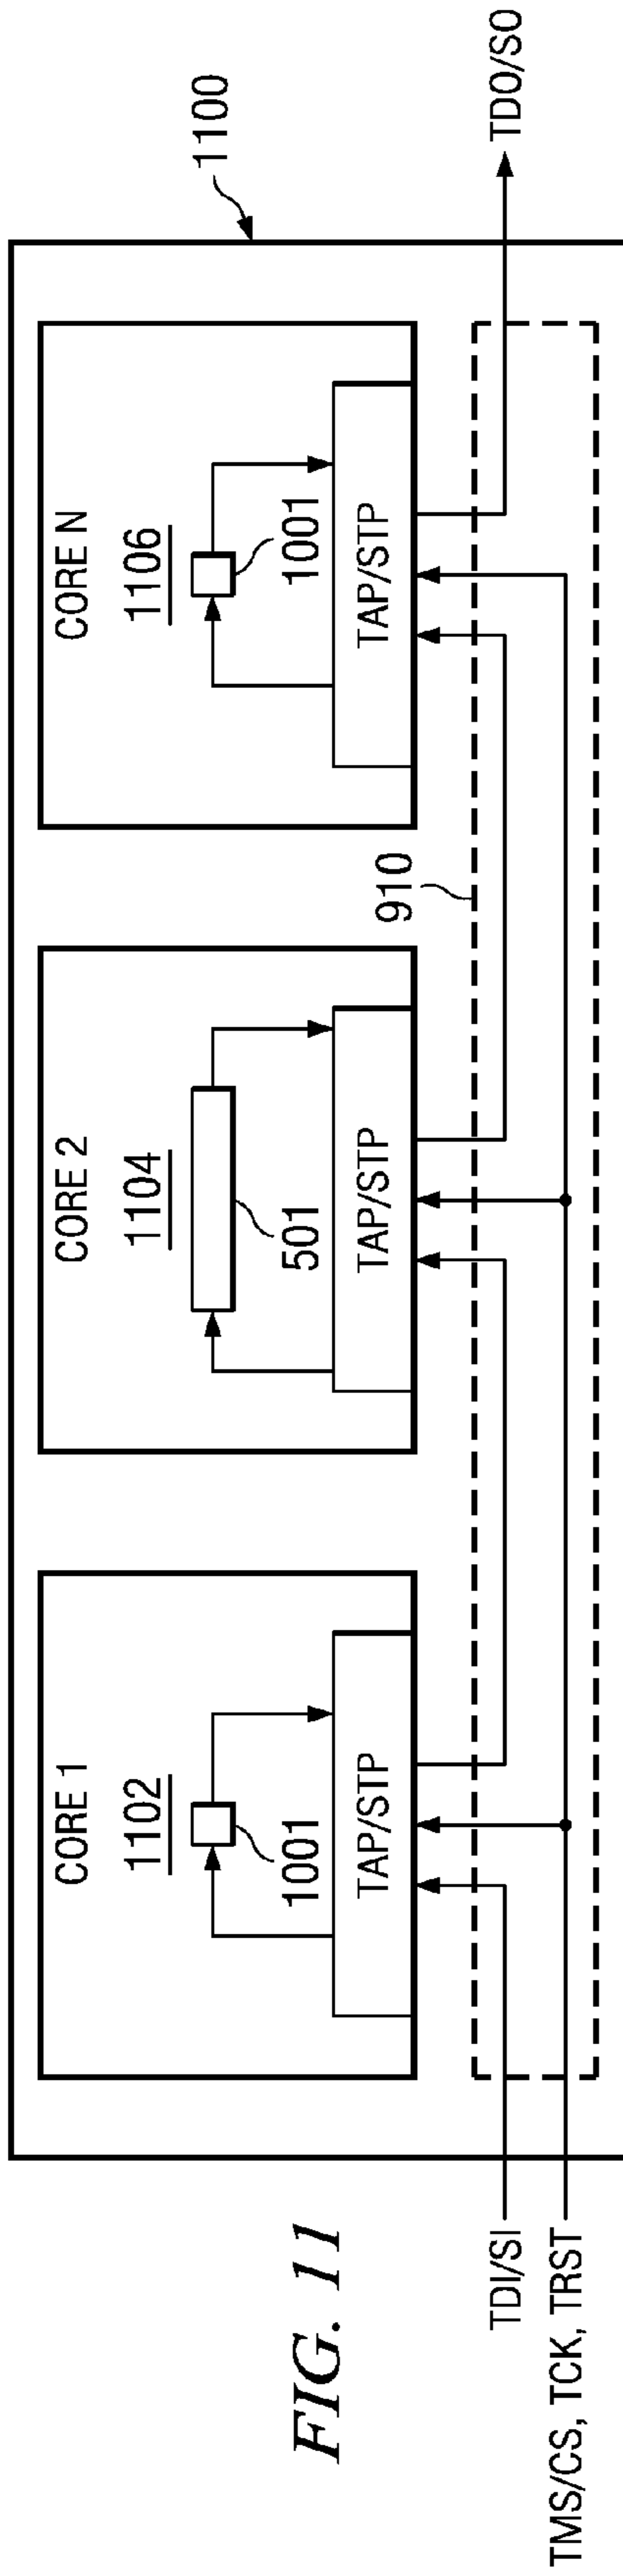 FIG. 11
1100
CORE 1
1102
1001
TAP/STP
CORE 2
1104
501
TAP/STP
CORE N
1106
1001
TAP/STP
910
TDI/SI
TMS/CS, TCK, TRST
TDO/SO